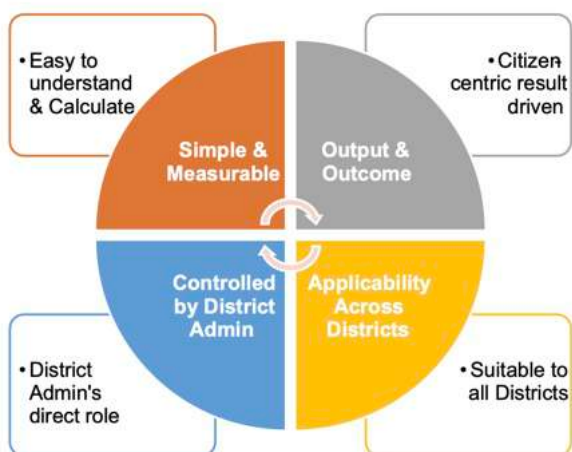 • Easy to
understand
& Calculate
• Citizen-
centric result
driven
Simple &
Measurable
Output &
Outcome
Controlled
by District
Admin
Applicability
Across
Districts
• District
Admin's
direct role
• Suitable to
all Districts